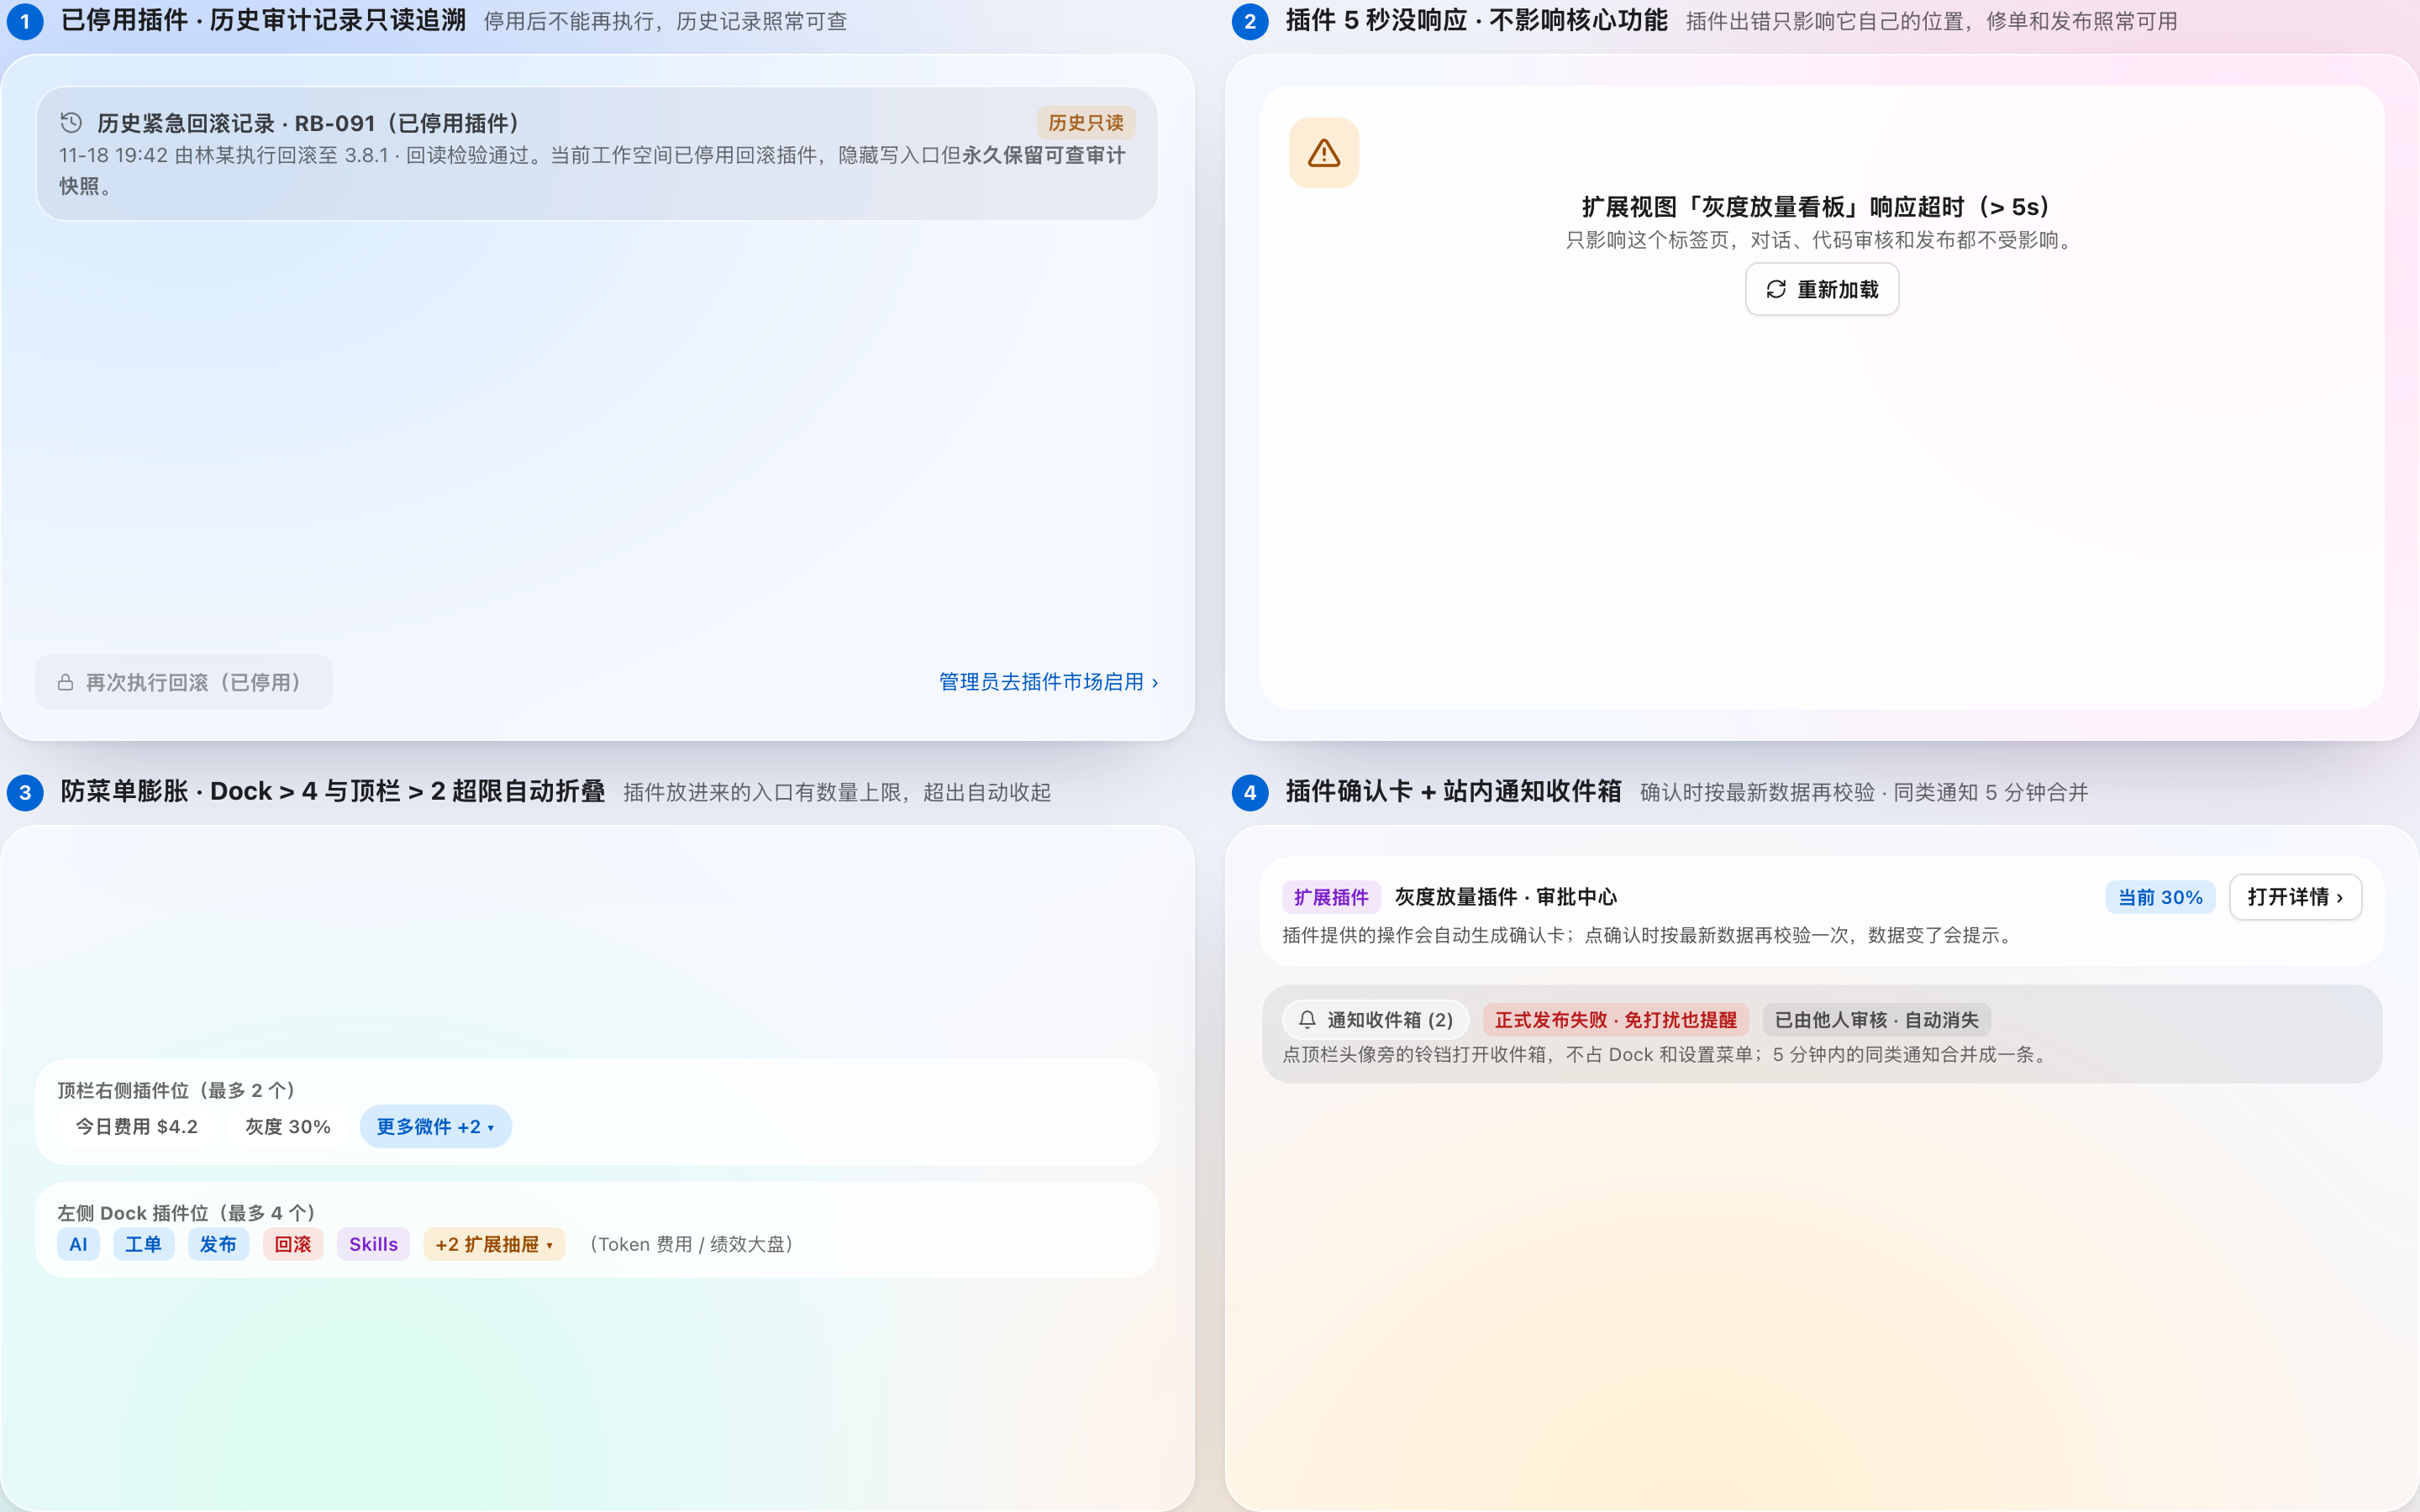 1 已停用插件 · 历史审计记录只读追溯 停用后不能再执行，历史记录照常可查
历史紧急回滚记录 · RB-091（已停用插件） 历史只读
11-18 19:42 由林某执行回滚至 3.8.1 · 回读检验通过。当前工作空间已停用回滚插件，隐藏写入口但永久保留可查审计
快照。
再次执行回滚（已停用） 管理员去插件市场启用 ›
2 插件 5 秒没响应 · 不影响核心功能 插件出错只影响它自己的位置，修单和发布照常可用
扩展视图「灰度放量看板」响应超时（> 5s）
只影响这个标签页，对话、代码审核和发布都不受影响。
重新加载
3 防菜单膨胀 · Dock > 4 与顶栏 > 2 超限自动折叠 插件放进来的入口有数量上限，超出自动收起
顶栏右侧插件位（最多 2 个）
今日费用 $4.2 灰度 30% 更多微件 +2 ▾
左侧 Dock 插件位（最多 4 个）
AI 工单 发布 回滚 Skills +2 扩展抽屉 ▾ （Token 费用 / 绩效大盘）
4 插件确认卡 + 站内通知收件箱 确认时按最新数据再校验 · 同类通知 5 分钟合并
扩展插件 灰度放量插件 · 审批中心 当前 30% 打开详情 ›
插件提供的操作会自动生成确认卡；点确认时按最新数据再校验一次，数据变了会提示。
通知收件箱 (2) 正式发布失败 · 免打扰也提醒 已由他人审核 · 自动消失
点顶栏头像旁的铃铛打开收件箱，不占 Dock 和设置菜单；5 分钟内的同类通知合并成一条。